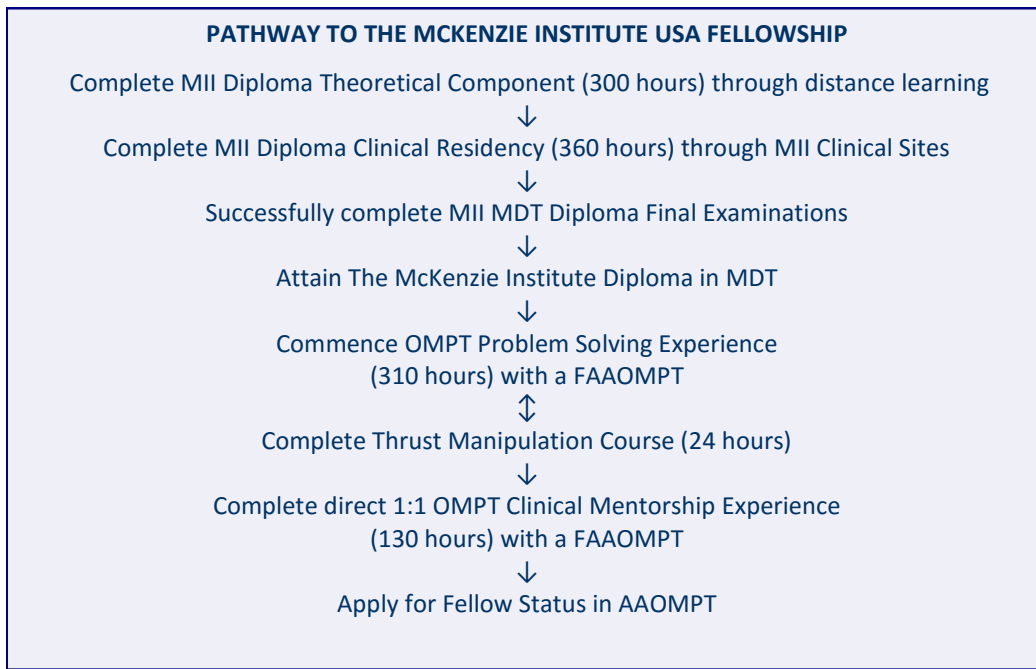 PATHWAY TO THE MCKENZIE INSTITUTE USA FELLOWSHIP
Complete MII Diploma Theoretical Component (300 hours) through distance learning
↓
Complete MII Diploma Clinical Residency (360 hours) through MII Clinical Sites
↓
Successfully complete MII MDT Diploma Final Examinations
↓
Attain The McKenzie Institute Diploma in MDT
↓
Commence OMPT Problem Solving Experience
(310 hours) with a FAAOMPT
↕
Complete Thrust Manipulation Course (24 hours)
↓
Complete direct 1:1 OMPT Clinical Mentorship Experience
(130 hours) with a FAAOMPT
↓
Apply for Fellow Status in AAOMPT